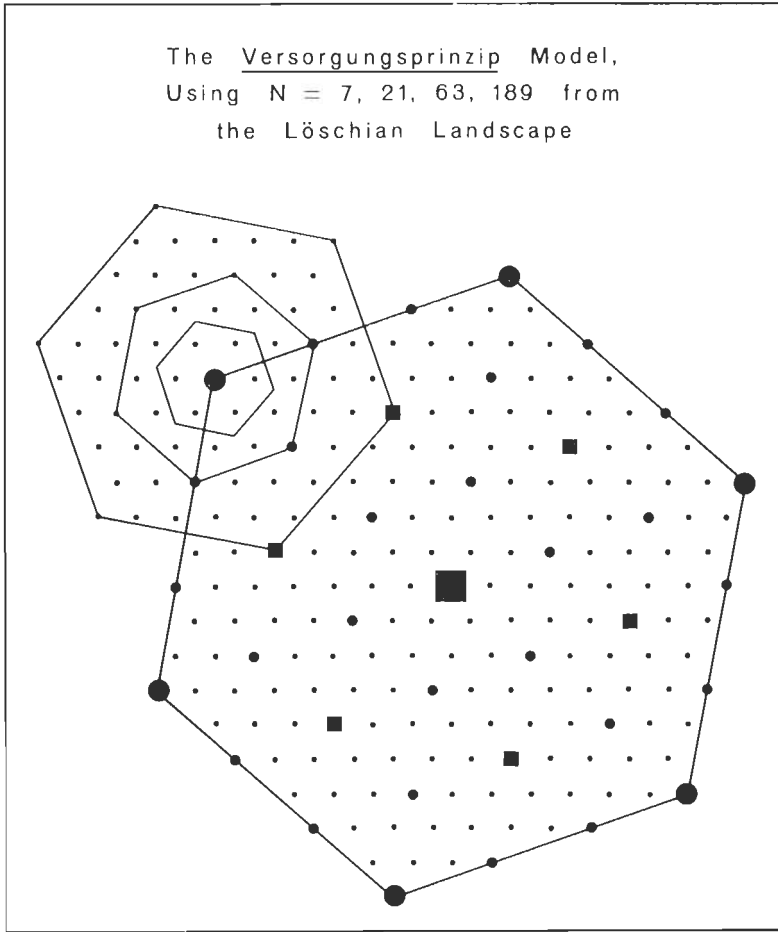 The Versorgungsprinzip Model,
Using N = 7, 21, 63, 189 from
the Löschian Landscape